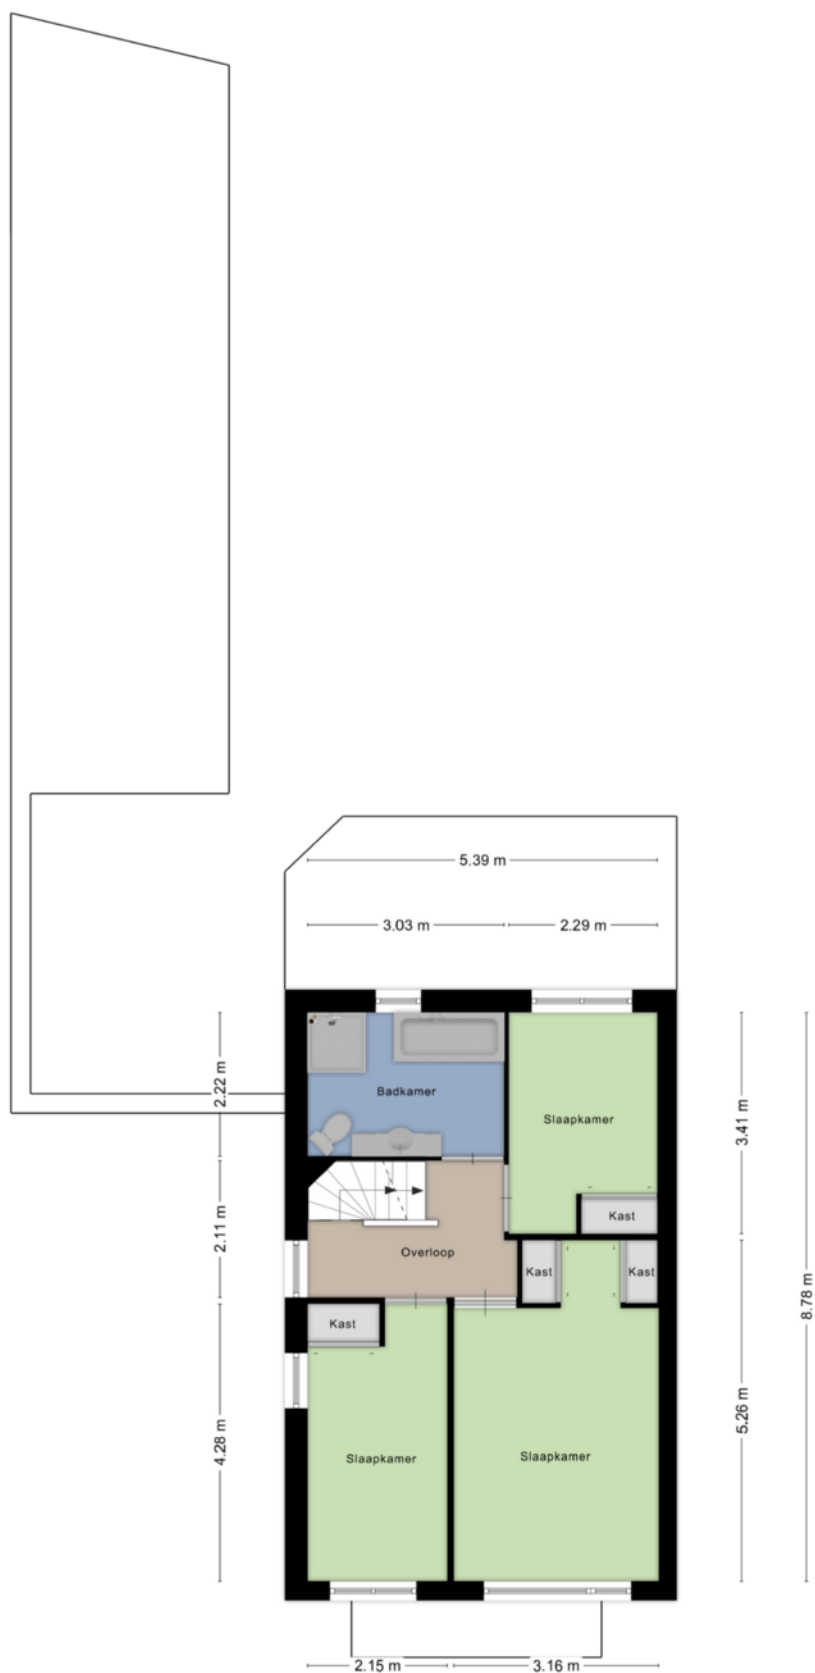 5.39 m
3.03 m
2.29 m
2.22 m
Badkamer
Slaapkamer
3.41 m
Kast
2.11 m
Overloop
Kast
Kast
8.78 m
Kast
4.28 m
Slaapkamer
Slaapkamer
5.26 m
2.15 m
3.16 m